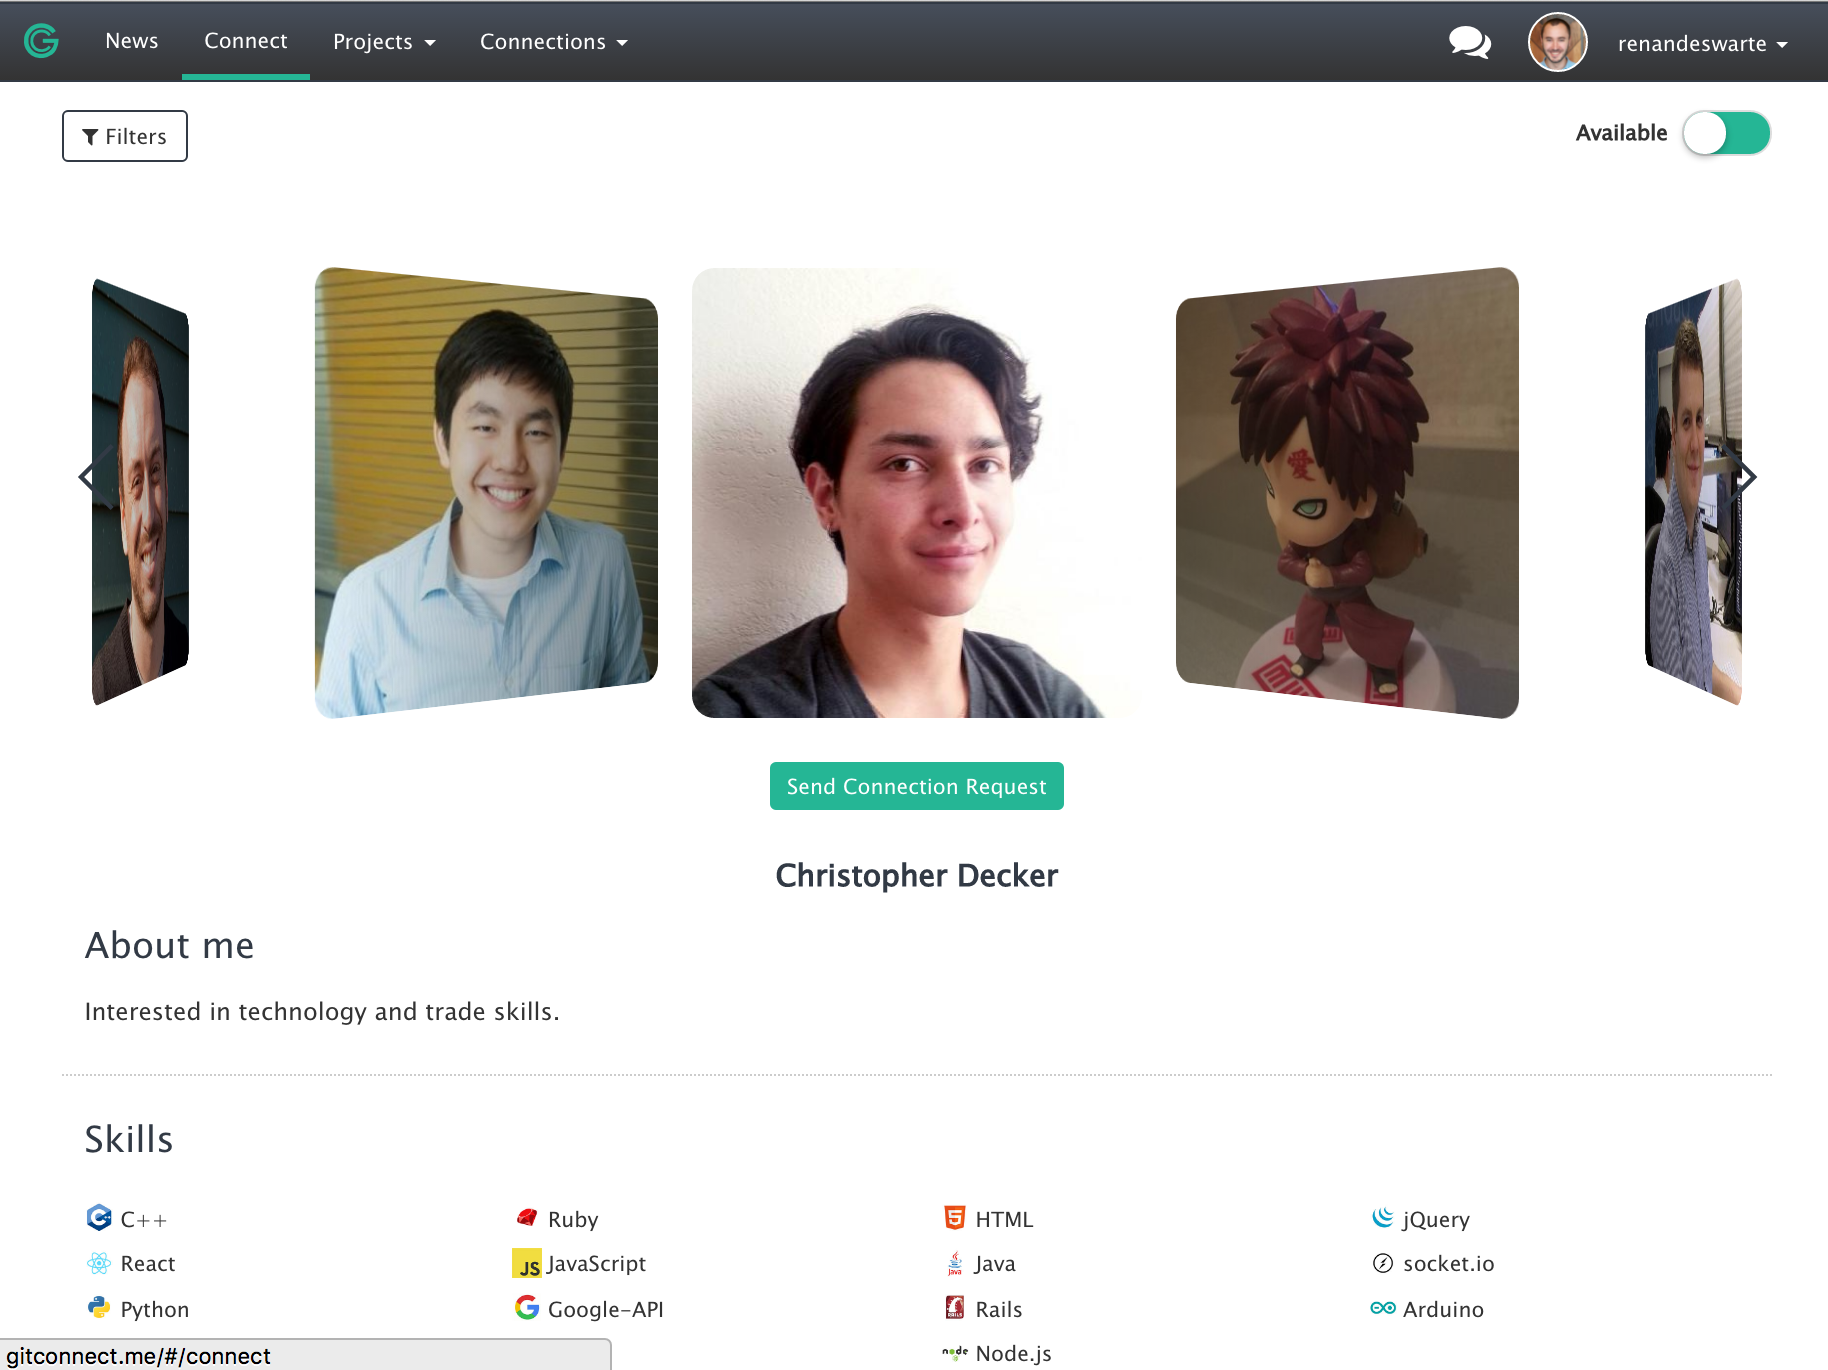 News Connect Projects Connections renandeswarte
Filters Available
愛
Send Connection Request
Christopher Decker
About me
Interested in technology and trade skills.
Skills
C++ Ruby HTML jQuery
React JavaScript Java socket.io
Python Google-API Rails Arduino
Node.js
gitconnect.me/#/connect